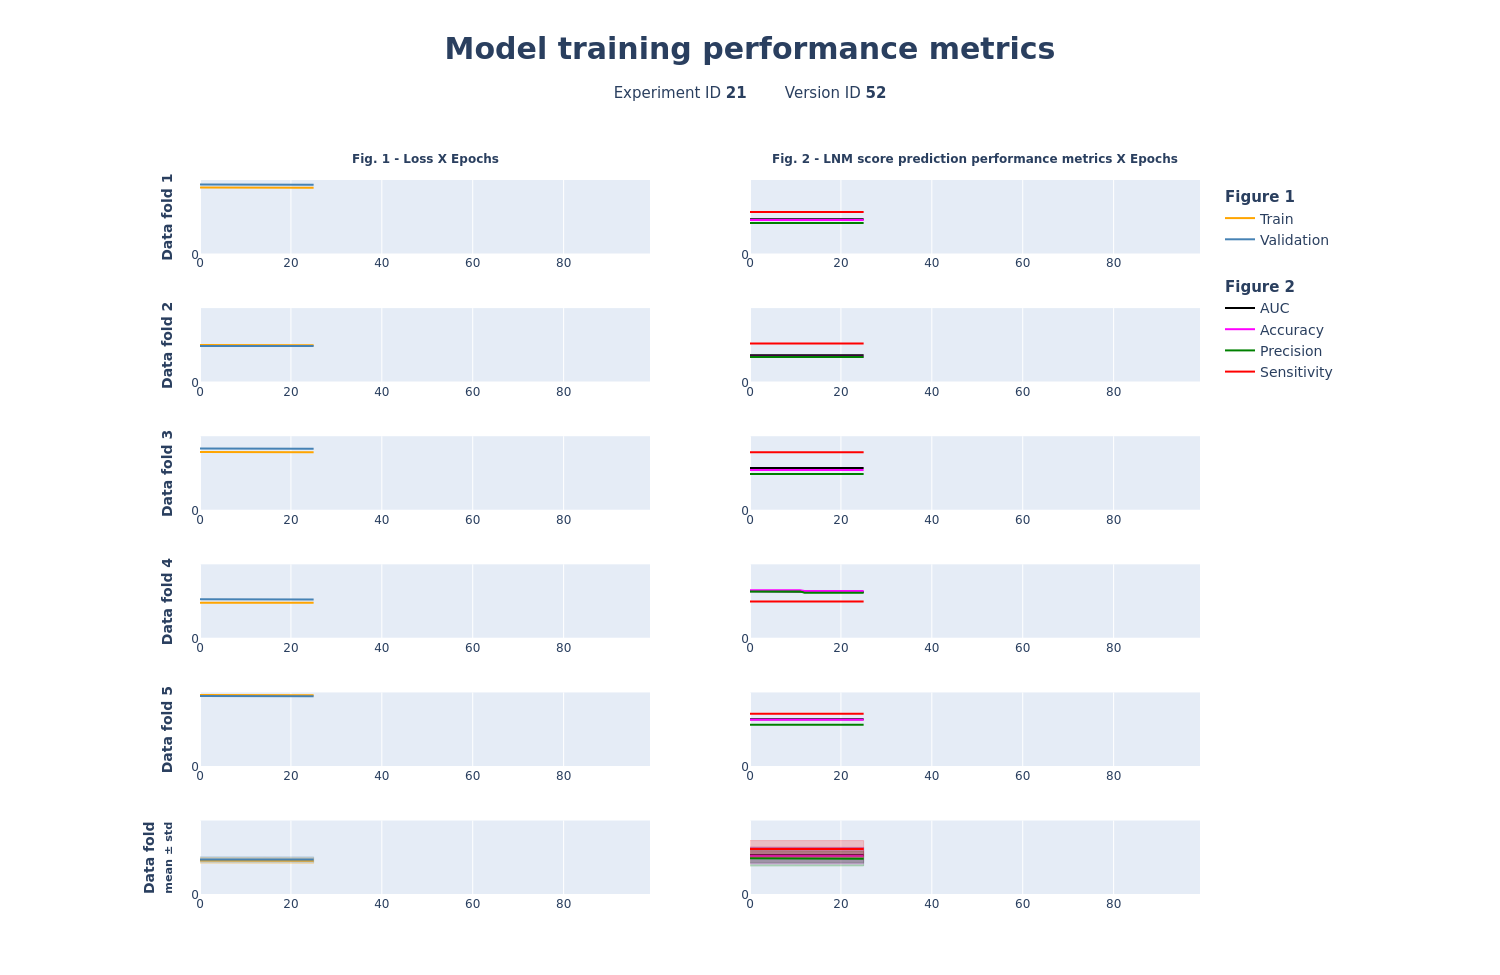 Model training performance metrics
Experiment ID 21 Version ID 52
Fig. 1 - Loss X Epochs
Fig. 2 - LNM score prediction performance metrics X Epochs
Data fold 1
0
0 20 40 60 80
0
0 20 40 60 80
Figure 1
Train
Validation
Figure 2
AUC
Accuracy
Precision
Sensitivity
Data fold 2
0
0 20 40 60 80
0
0 20 40 60 80
Data fold 3
0
0 20 40 60 80
0
0 20 40 60 80
Data fold 4
0
0 20 40 60 80
0
0 20 40 60 80
Data fold 5
0
0 20 40 60 80
0
0 20 40 60 80
Data fold
mean ± std
0
0 20 40 60 80
0
0 20 40 60 80